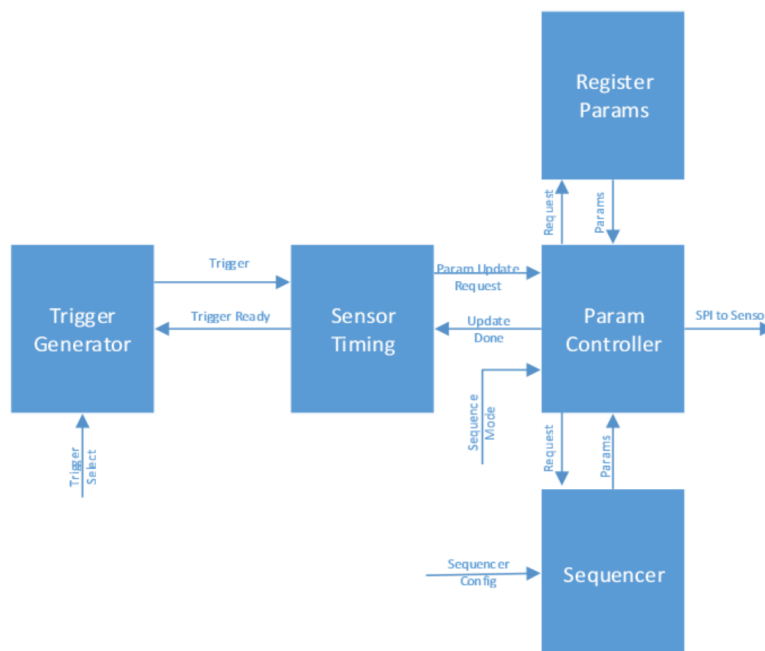 Register
Params
Request
Params
Trigger
Param Update
Request
Trigger
Generator
Trigger Ready
Sensor
Timing
Update
Done
Param
Controller
SPI to Sensor
Trigger
Select
Sequence
Mode
Request
Params
Sequencer
Config
Sequencer